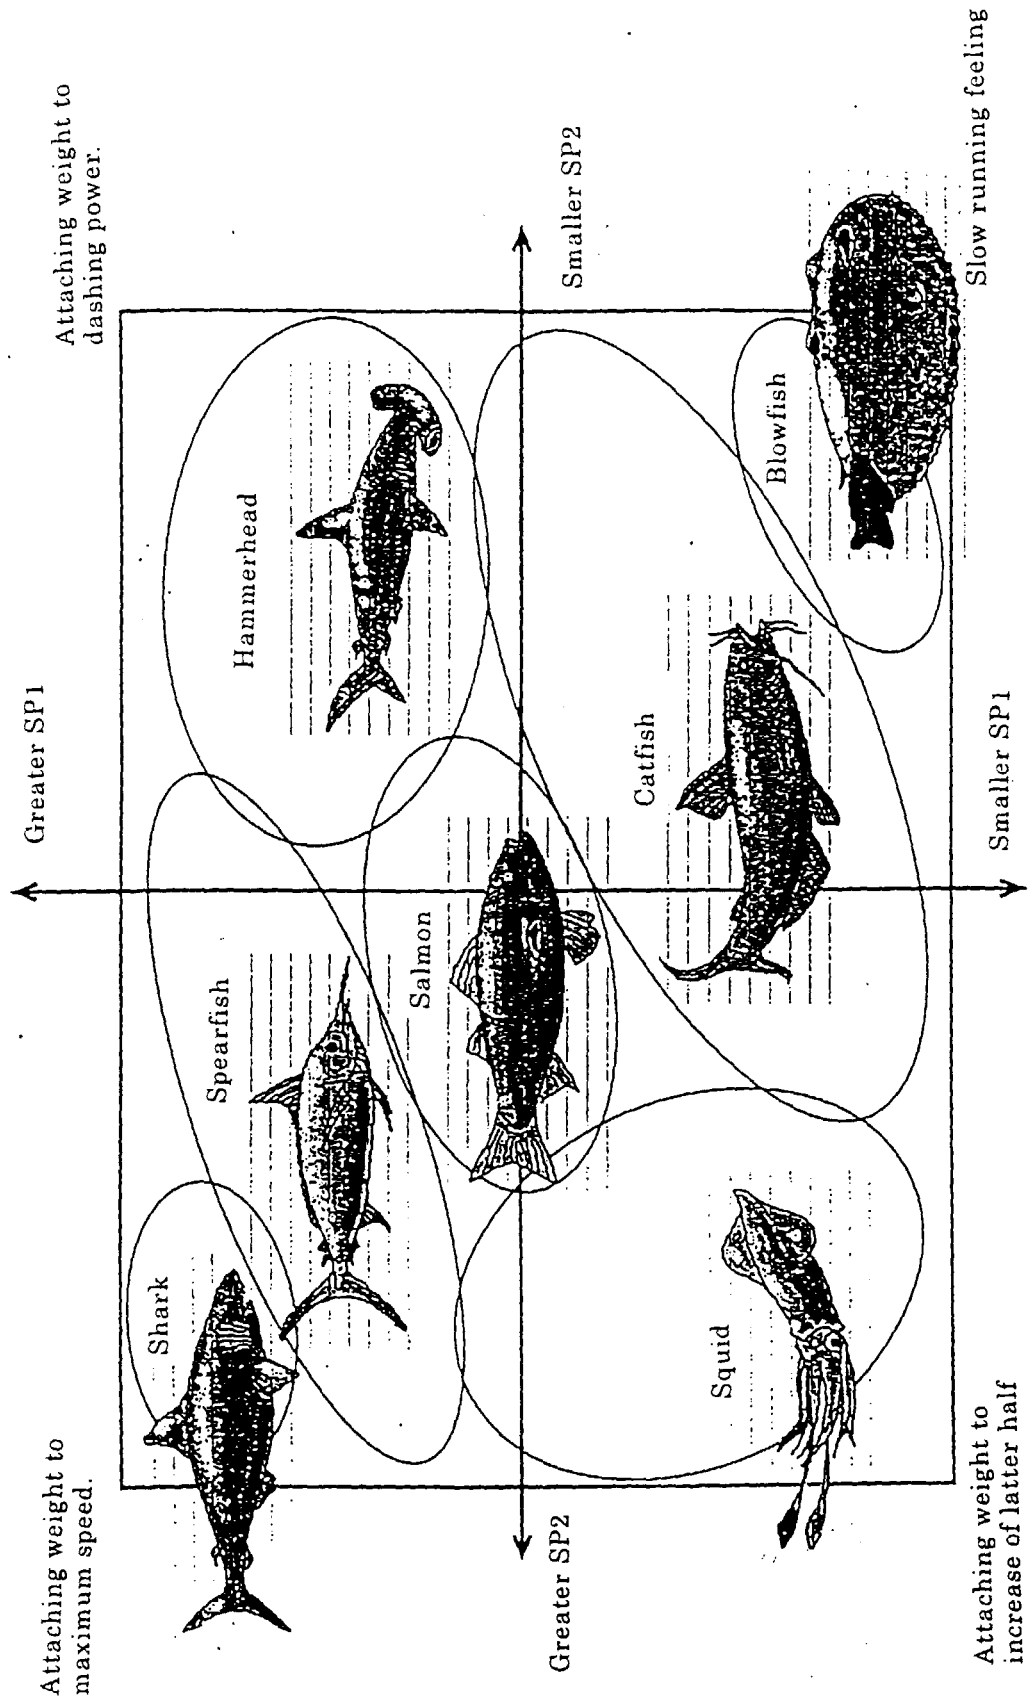 Attaching weight to
maximum speed.
Greater SP1
Attaching weight to
dashing power.
Shark
Spearfish
Hammerhead
Salmon
Greater SP2
Smaller SP2
Catfish
Squid
Blowfish
Attaching weight to
increase of latter half
Smaller SP1
Slow running feeling